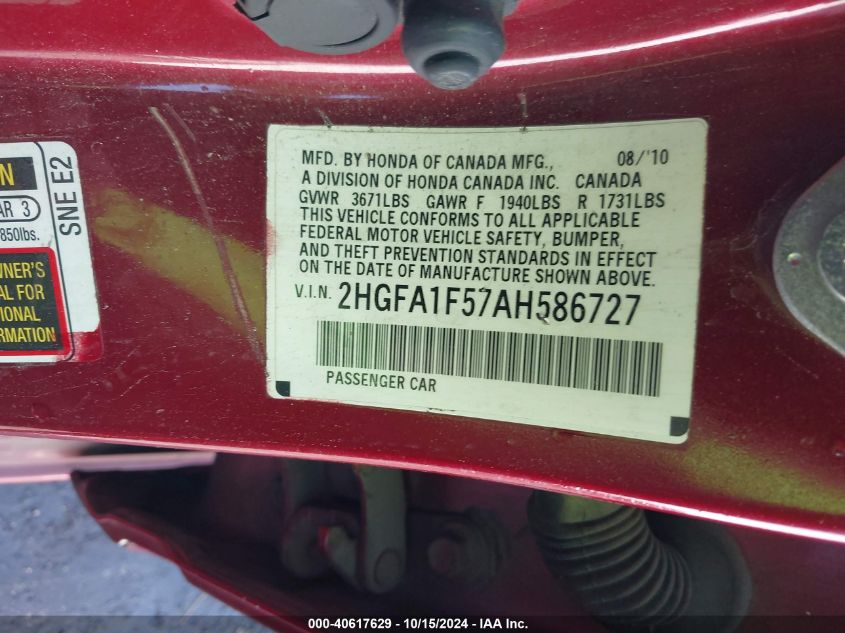 N
AR 3
850lbs.
WNER'S
AL FOR
IONAL
RMATION
SNE E2
MFD. BY HONDA OF CANADA MFG., 08/'10
A DIVISION OF HONDA CANADA INC. CANADA
GVWR 3671LBS GAWR F 1940LBS R 1731LBS
THIS VEHICLE CONFORMS TO ALL APPLICABLE
FEDERAL MOTOR VEHICLE SAFETY, BUMPER,
AND THEFT PREVENTION STANDARDS IN EFFECT
ON THE DATE OF MANUFACTURE SHOWN ABOVE.
V.I.N. 2HGFA1F57AH586727
PASSENGER CAR
000-40617629 - 10/15/2024 - IAA Inc.